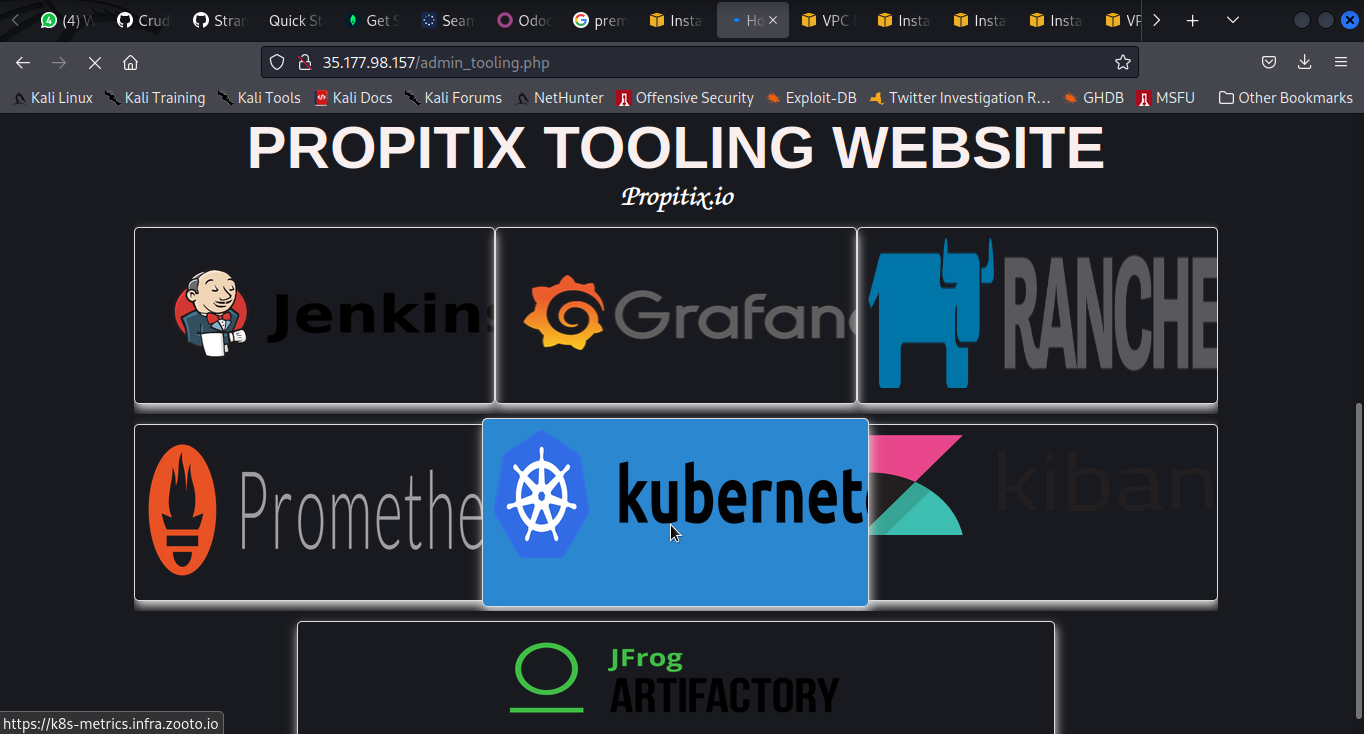 (4) W
Crud
Stran
Quick St
Get S
Seam
Odoo
prem
Insta
Ho
VPC
Insta
Insta
Insta
VP
35.177.98.157/admin_tooling.php
Kali Linux
Kali Training
Kali Tools
Kali Docs
Kali Forums
NetHunter
Offensive Security
Exploit-DB
Twitter Investigation R...
GHDB
MSFU
Other Bookmarks
PROPITIX TOOLING WEBSITE
Propitix.io
Jenkins
Grafana
RANCHE
Promethe
kubernete
kiban
JFrog
ARTIFACTORY
https://k8s-metrics.infra.zooto.io